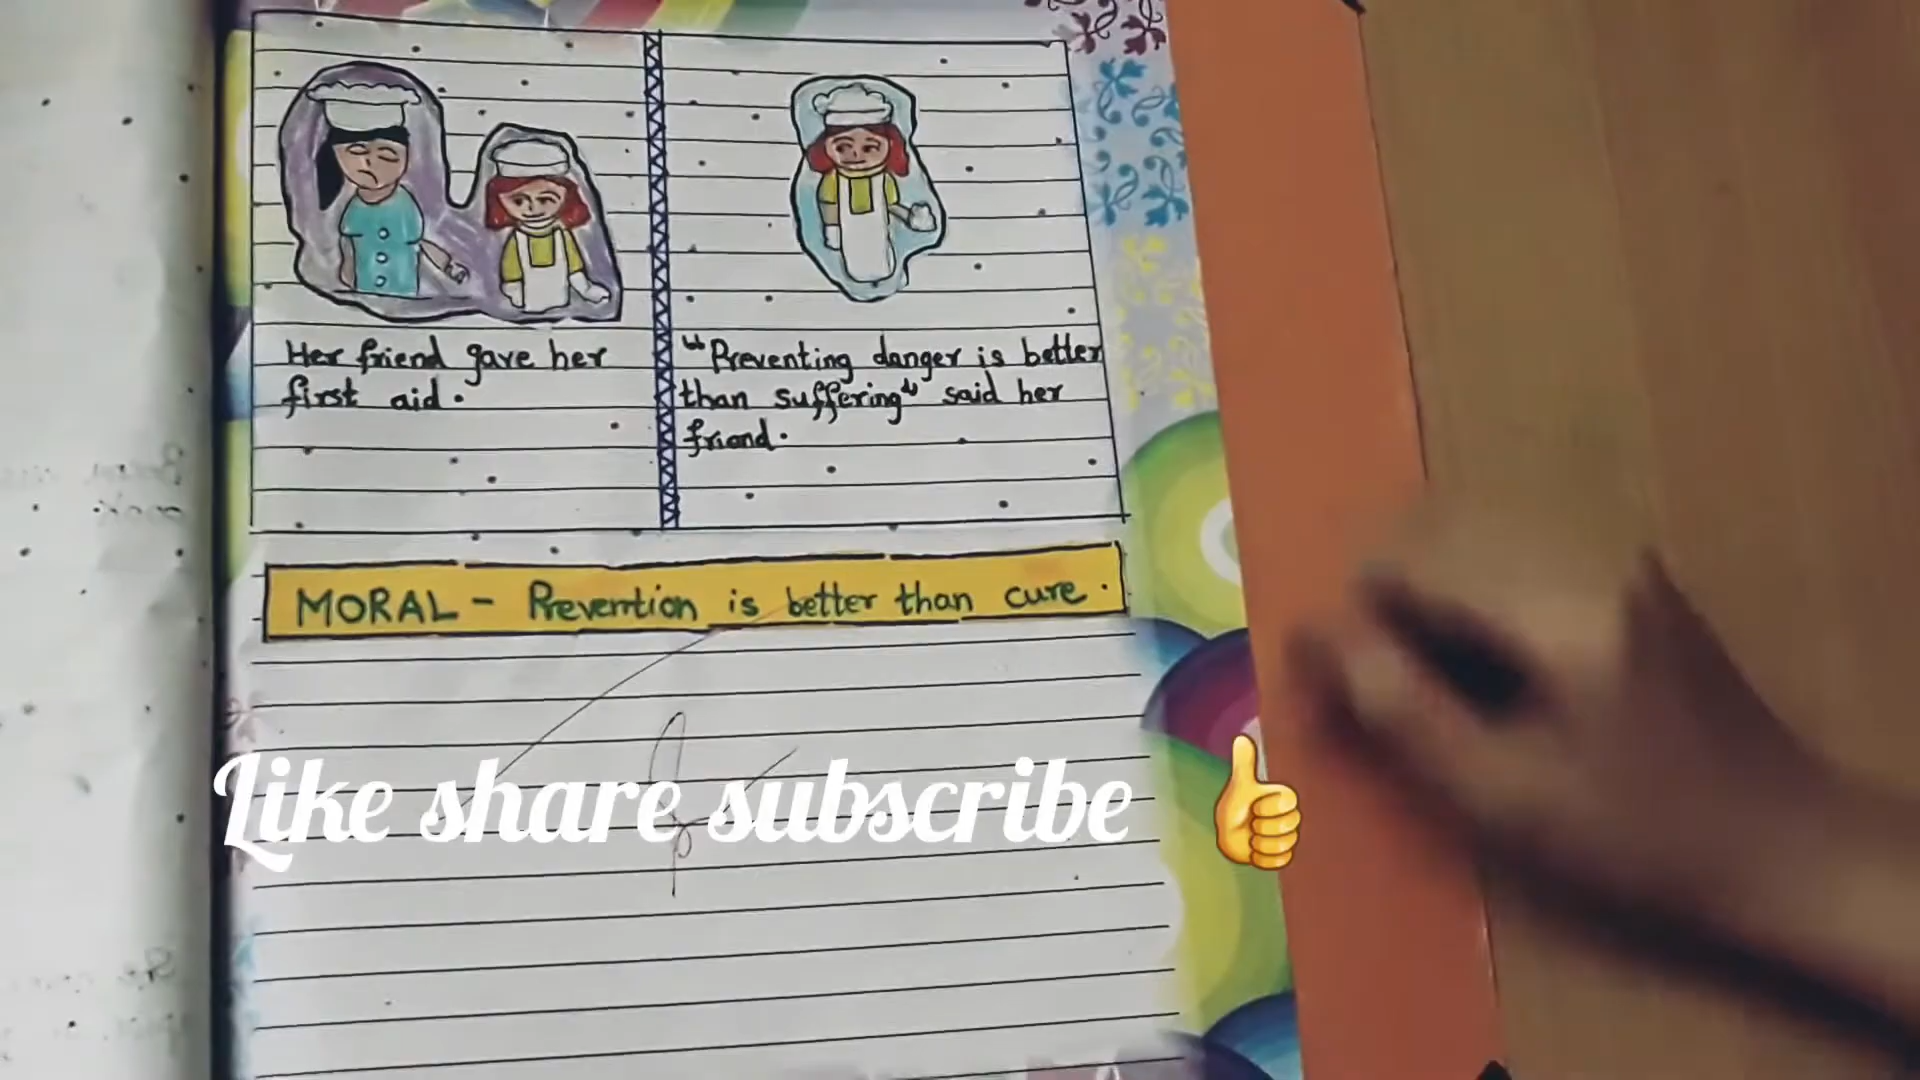 Her friend gave her
first aid.
"Preventing danger is better
than suffering" said her
friend.
MORAL - Prevention is better than cure.
Like share subscribe 👍